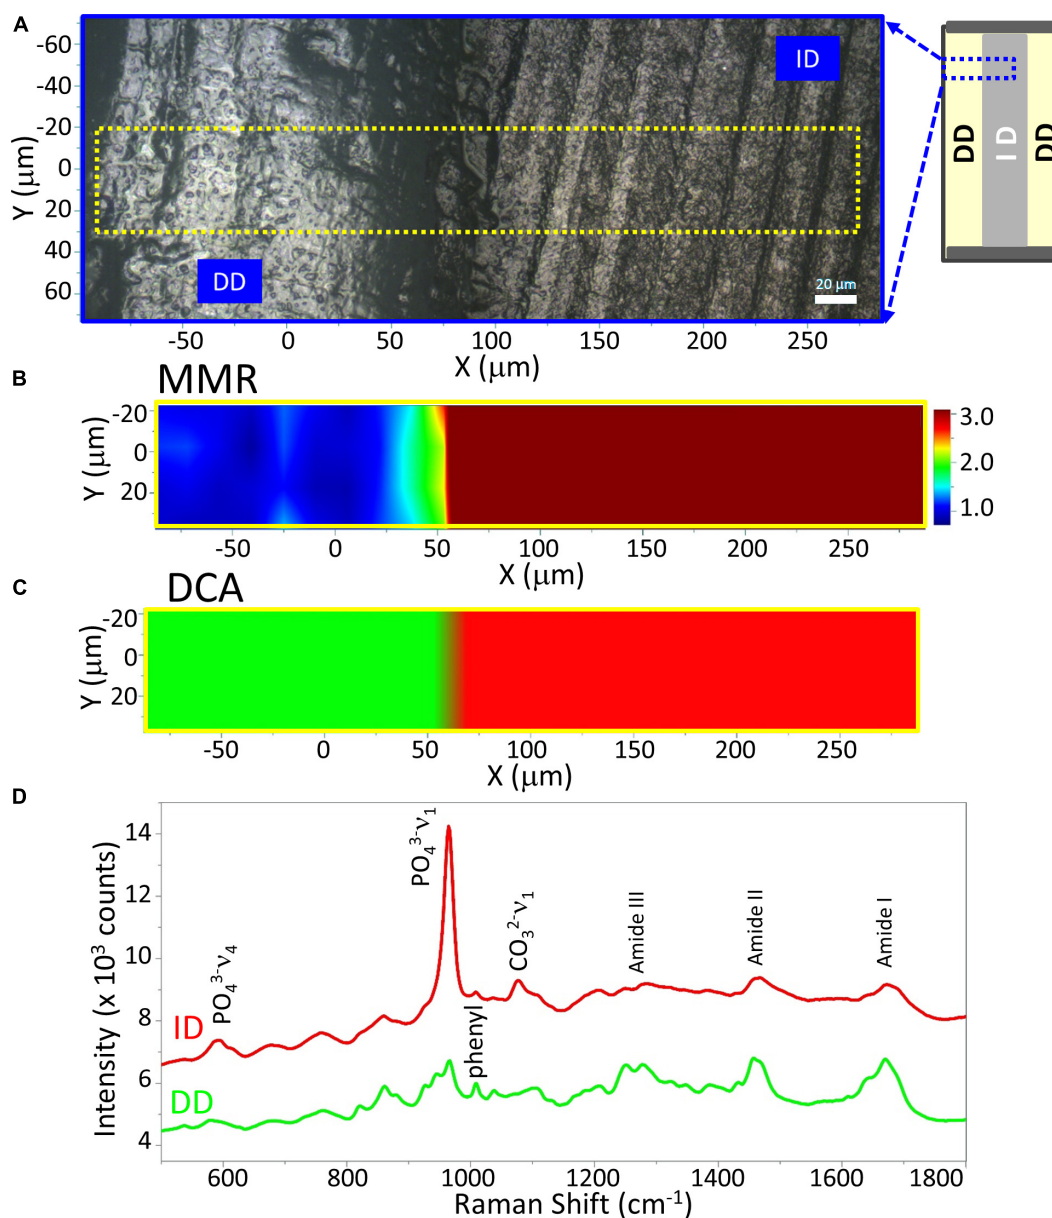 A
-60
-40
-20
0
20
40
60
Y (μm)
ID
DD
20 μm
-50 0 50 100 150 200 250
X (μm)
DD ID DD
B
MMR
-20
0
20
Y (μm)
3.0
2.0
1.0
-50 0 50 100 150 200 250
X (μm)
C
DCA
-20
0
20
Y (μm)
-50 0 50 100 150 200 250
X (μm)
D
14
12
10
8
6
4
Intensity (x 10³ counts)
PO₄³⁻ν₄
PO₄³⁻ν₁
phenyl
CO₃²⁻ν₁
Amide III
Amide II
Amide I
ID
DD
600 800 1000 1200 1400 1600 1800
Raman Shift (cm⁻¹)